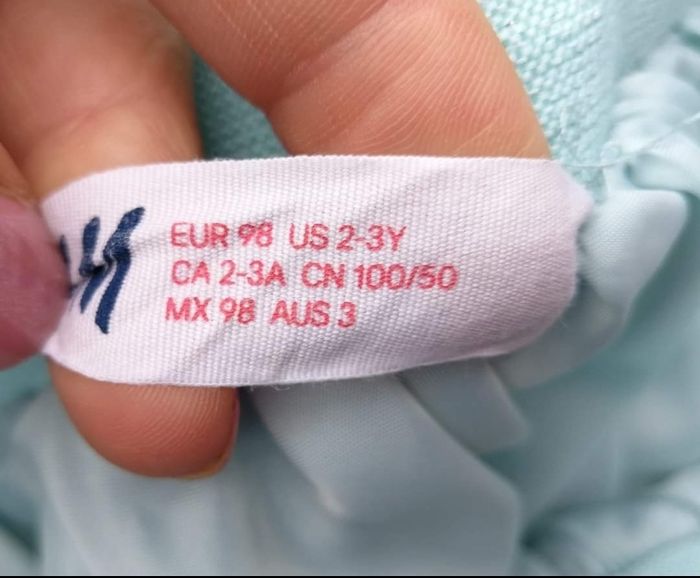 EUR 98 US 2-3Y
CA 2-3A CN 100/50
MX 98 AUS 3